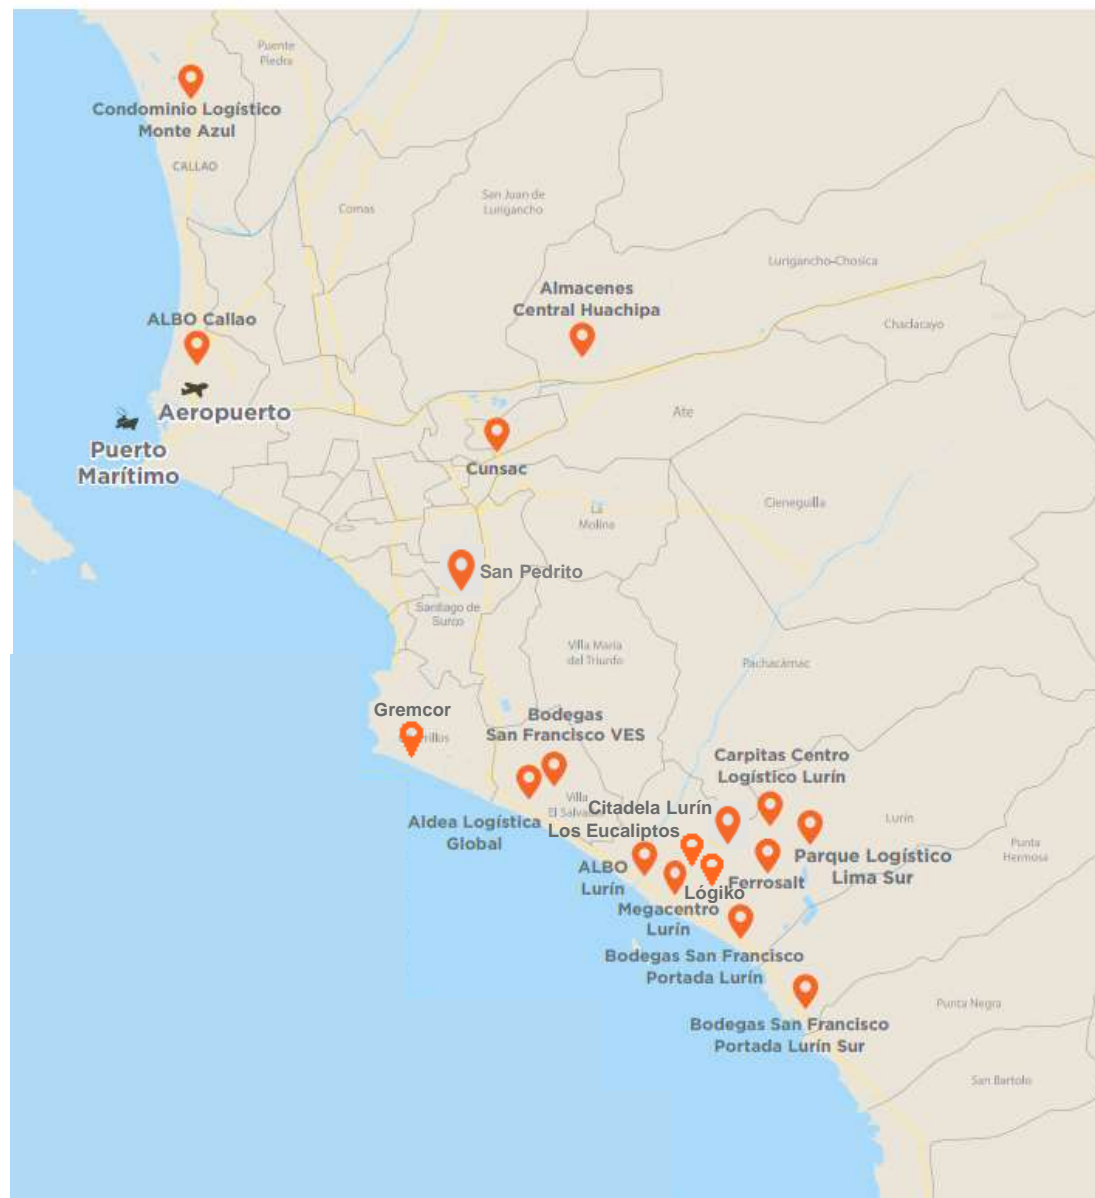 Puente
Piedra
Condominio Logístico
Monte Azul
CALLAO
Comas
San Juan de
Lurigancho
Lurigancho-Chosica
Almacenes
Central Huachipa
ALBO Callao
Chaclacayo
Aeropuerto
Ate
Puerto
Marítimo
Cunsac
Cieneguilla
La
Molina
San Pedrito
Santiago de
Surco
Villa María
del Triunfo
Pachacámac
Gremcor
Bodegas
San Francisco VES
Carpitas Centro
Logístico Lurín
Villa
El Salvador
Citadela Lurín
Aldea Logística
Global
Los Eucaliptos
Lurín
Punta
Hermosa
Parque Logístico
Lima Sur
ALBO
Lurín
Ferrosalt
Lógiko
Megacentro
Lurín
Bodegas San Francisco
Portada Lurín
Punta Negra
Bodegas San Francisco
Portada Lurín Sur
San Bartolo